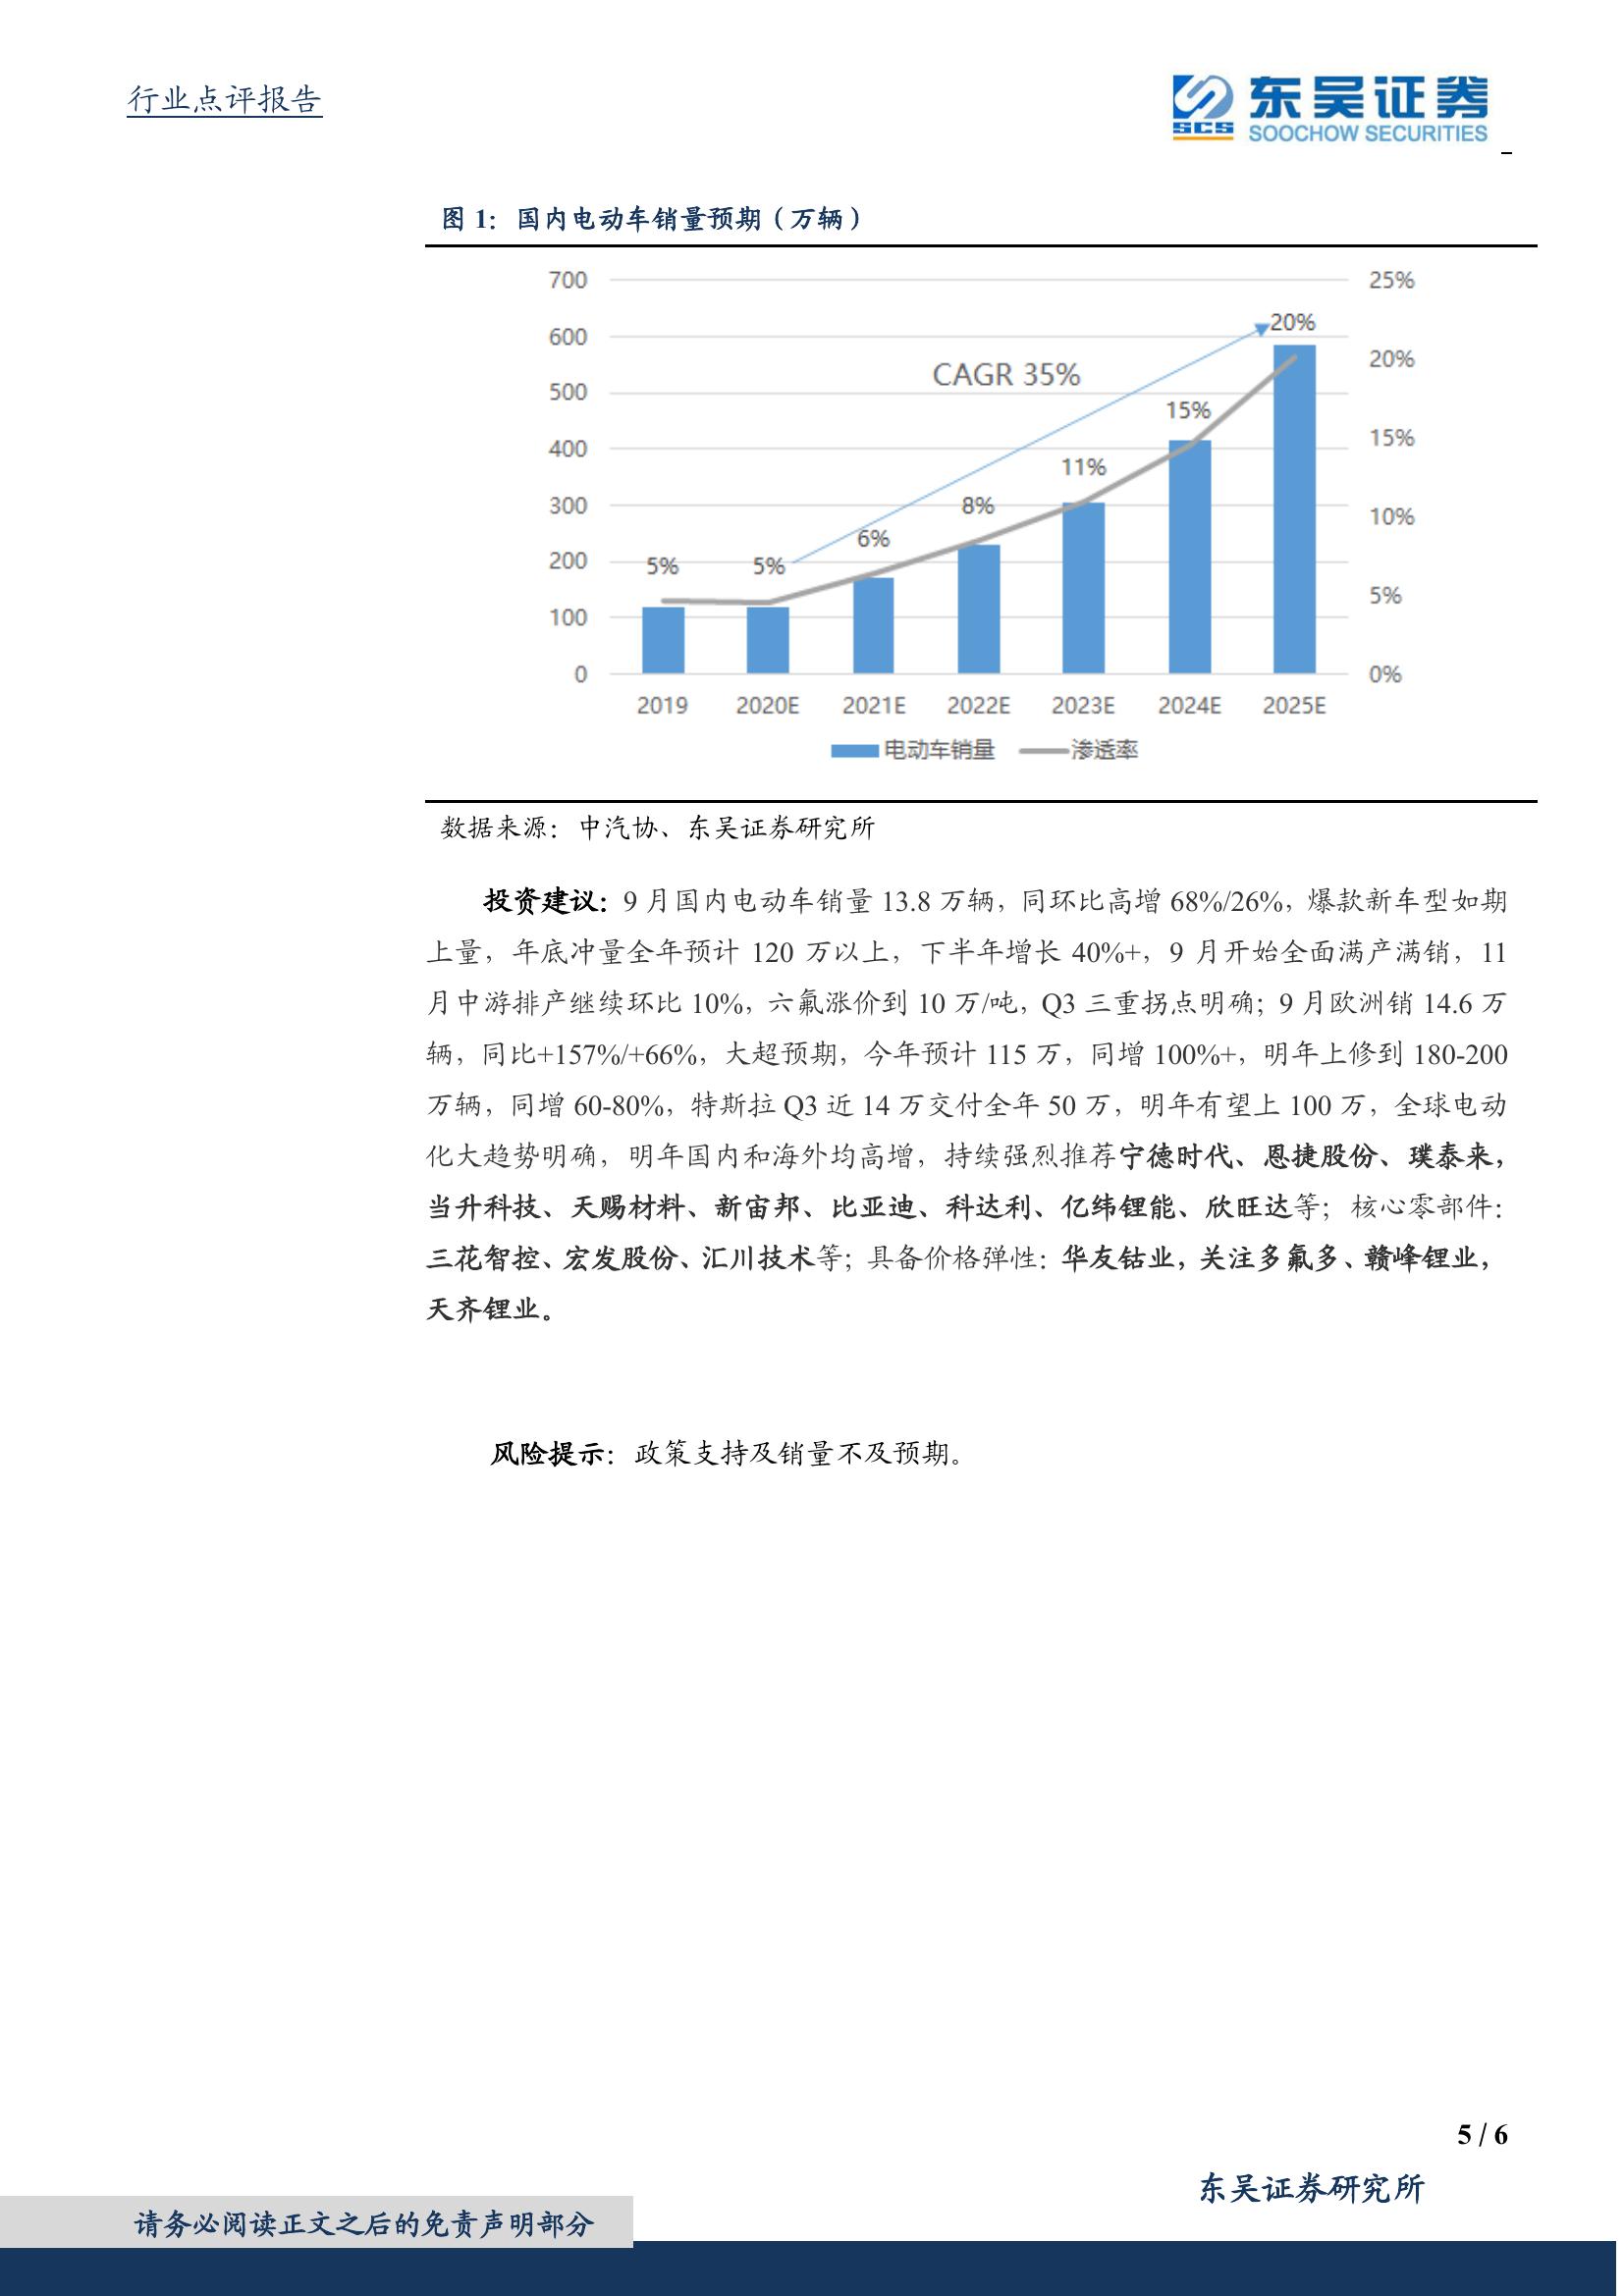 行业点评报告
东吴证券
SCS
SOOCHOW SECURITIES
图 1：国内电动车销量预期（万辆）
700
600
500
400
300
200
100
0
25%
20%
15%
10%
5%
0%
CAGR 35%
5%
5%
6%
8%
11%
15%
20%
2019
2020E
2021E
2022E
2023E
2024E
2025E
电动车销量
渗透率
数据来源：中汽协、东吴证券研究所
投资建议：9 月国内电动车销量 13.8 万辆，同环比高增 68%/26%，爆款新车型如期
上量，年底冲量全年预计 120 万以上，下半年增长 40%+，9 月开始全面满产满销，11
月中游排产继续环比 10%，六氟涨价到 10 万/吨，Q3 三重拐点明确；9 月欧洲销 14.6 万
辆，同比+157%/+66%，大超预期，今年预计 115 万，同增 100%+，明年上修到 180-200
万辆，同增 60-80%，特斯拉 Q3 近 14 万交付全年 50 万，明年有望上 100 万，全球电动
化大趋势明确，明年国内和海外均高增，持续强烈推荐宁德时代、恩捷股份、璞泰来，
当升科技、天赐材料、新宙邦、比亚迪、科达利、亿纬锂能、欣旺达等；核心零部件：
三花智控、宏发股份、汇川技术等；具备价格弹性：华友钴业，关注多氟多、赣峰锂业，
天齐锂业。
风险提示：政策支持及销量不及预期。
5 / 6
东吴证券研究所
请务必阅读正文之后的免责声明部分